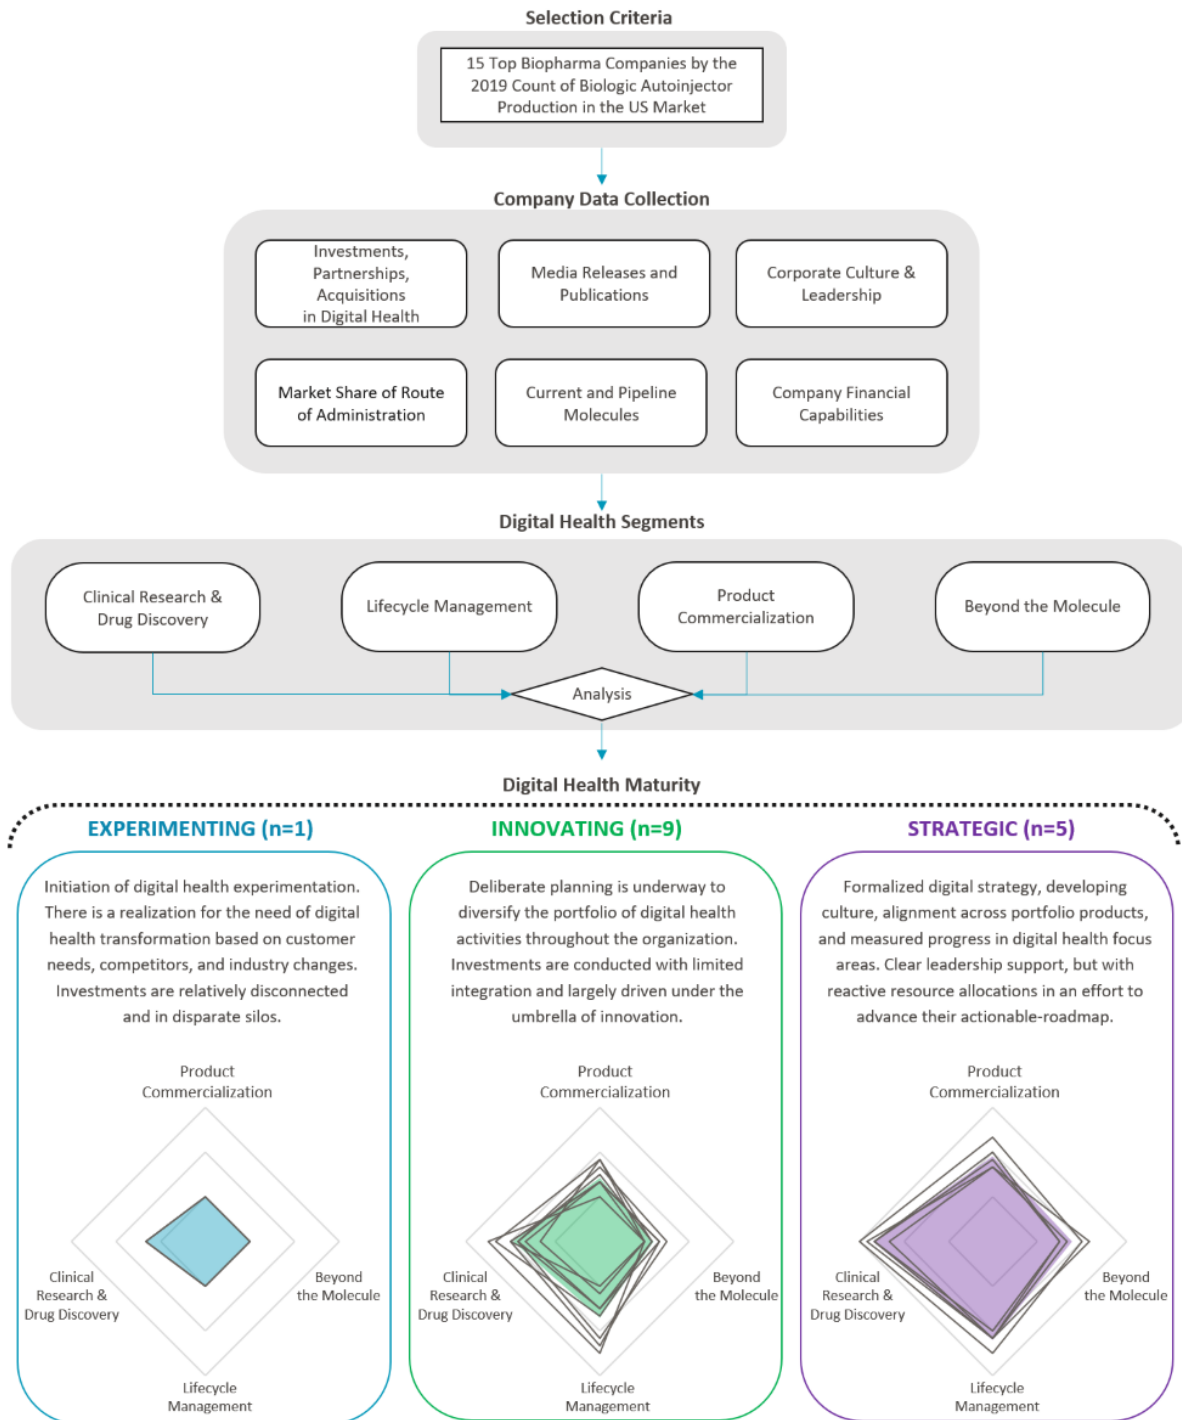 Selection Criteria
15 Top Biopharma Companies by the
2019 Count of Biologic Autoinjector
Production in the US Market
Company Data Collection
Investments,
Partnerships,
Acquisitions
in Digital Health
Media Releases and
Publications
Corporate Culture &
Leadership
Market Share of Route
of Administration
Current and Pipeline
Molecules
Company Financial
Capabilities
Digital Health Segments
Clinical Research &
Drug Discovery
Lifecycle Management
Product
Commercialization
Beyond the Molecule
Analysis
Digital Health Maturity
EXPERIMENTING (n=1)
Initiation of digital health experimentation.
There is a realization for the need of digital
health transformation based on customer
needs, competitors, and industry changes.
Investments are relatively disconnected
and in disparate silos.
Product
Commercialization
Clinical
Research &
Drug Discovery
Beyond
the Molecule
Lifecycle
Management
INNOVATING (n=9)
Deliberate planning is underway to
diversify the portfolio of digital health
activities throughout the organization.
Investments are conducted with limited
integration and largely driven under the
umbrella of innovation.
Product
Commercialization
Clinical
Research &
Drug Discovery
Beyond
the Molecule
Lifecycle
Management
STRATEGIC (n=5)
Formalized digital strategy, developing
culture, alignment across portfolio products,
and measured progress in digital health focus
areas. Clear leadership support, but with
reactive resource allocations in an effort to
advance their actionable-roadmap.
Product
Commercialization
Clinical
Research &
Drug Discovery
Beyond
the Molecule
Lifecycle
Management